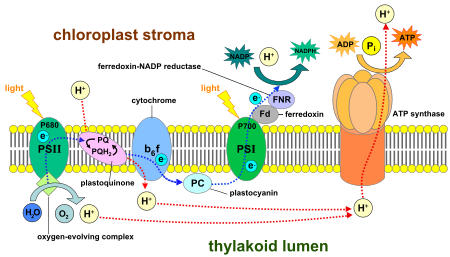 chloroplast stroma
H⁺
NADP
H⁺
NADPH
ADP
Pᵢ
ATP
ferredoxin-NADP reductase
light
H⁺
cytochrome
light
e⁻
FNR
P680
e⁻
PSII
PQ
PQH₂
b₆f
e⁻
P700
PSI
e⁻
Fd
ferredoxin
ATP synthase
plastoquinone
PC
plastocyanin
H₂O
O₂
H⁺
H⁺
H⁺
oxygen-evolving complex
thylakoid lumen